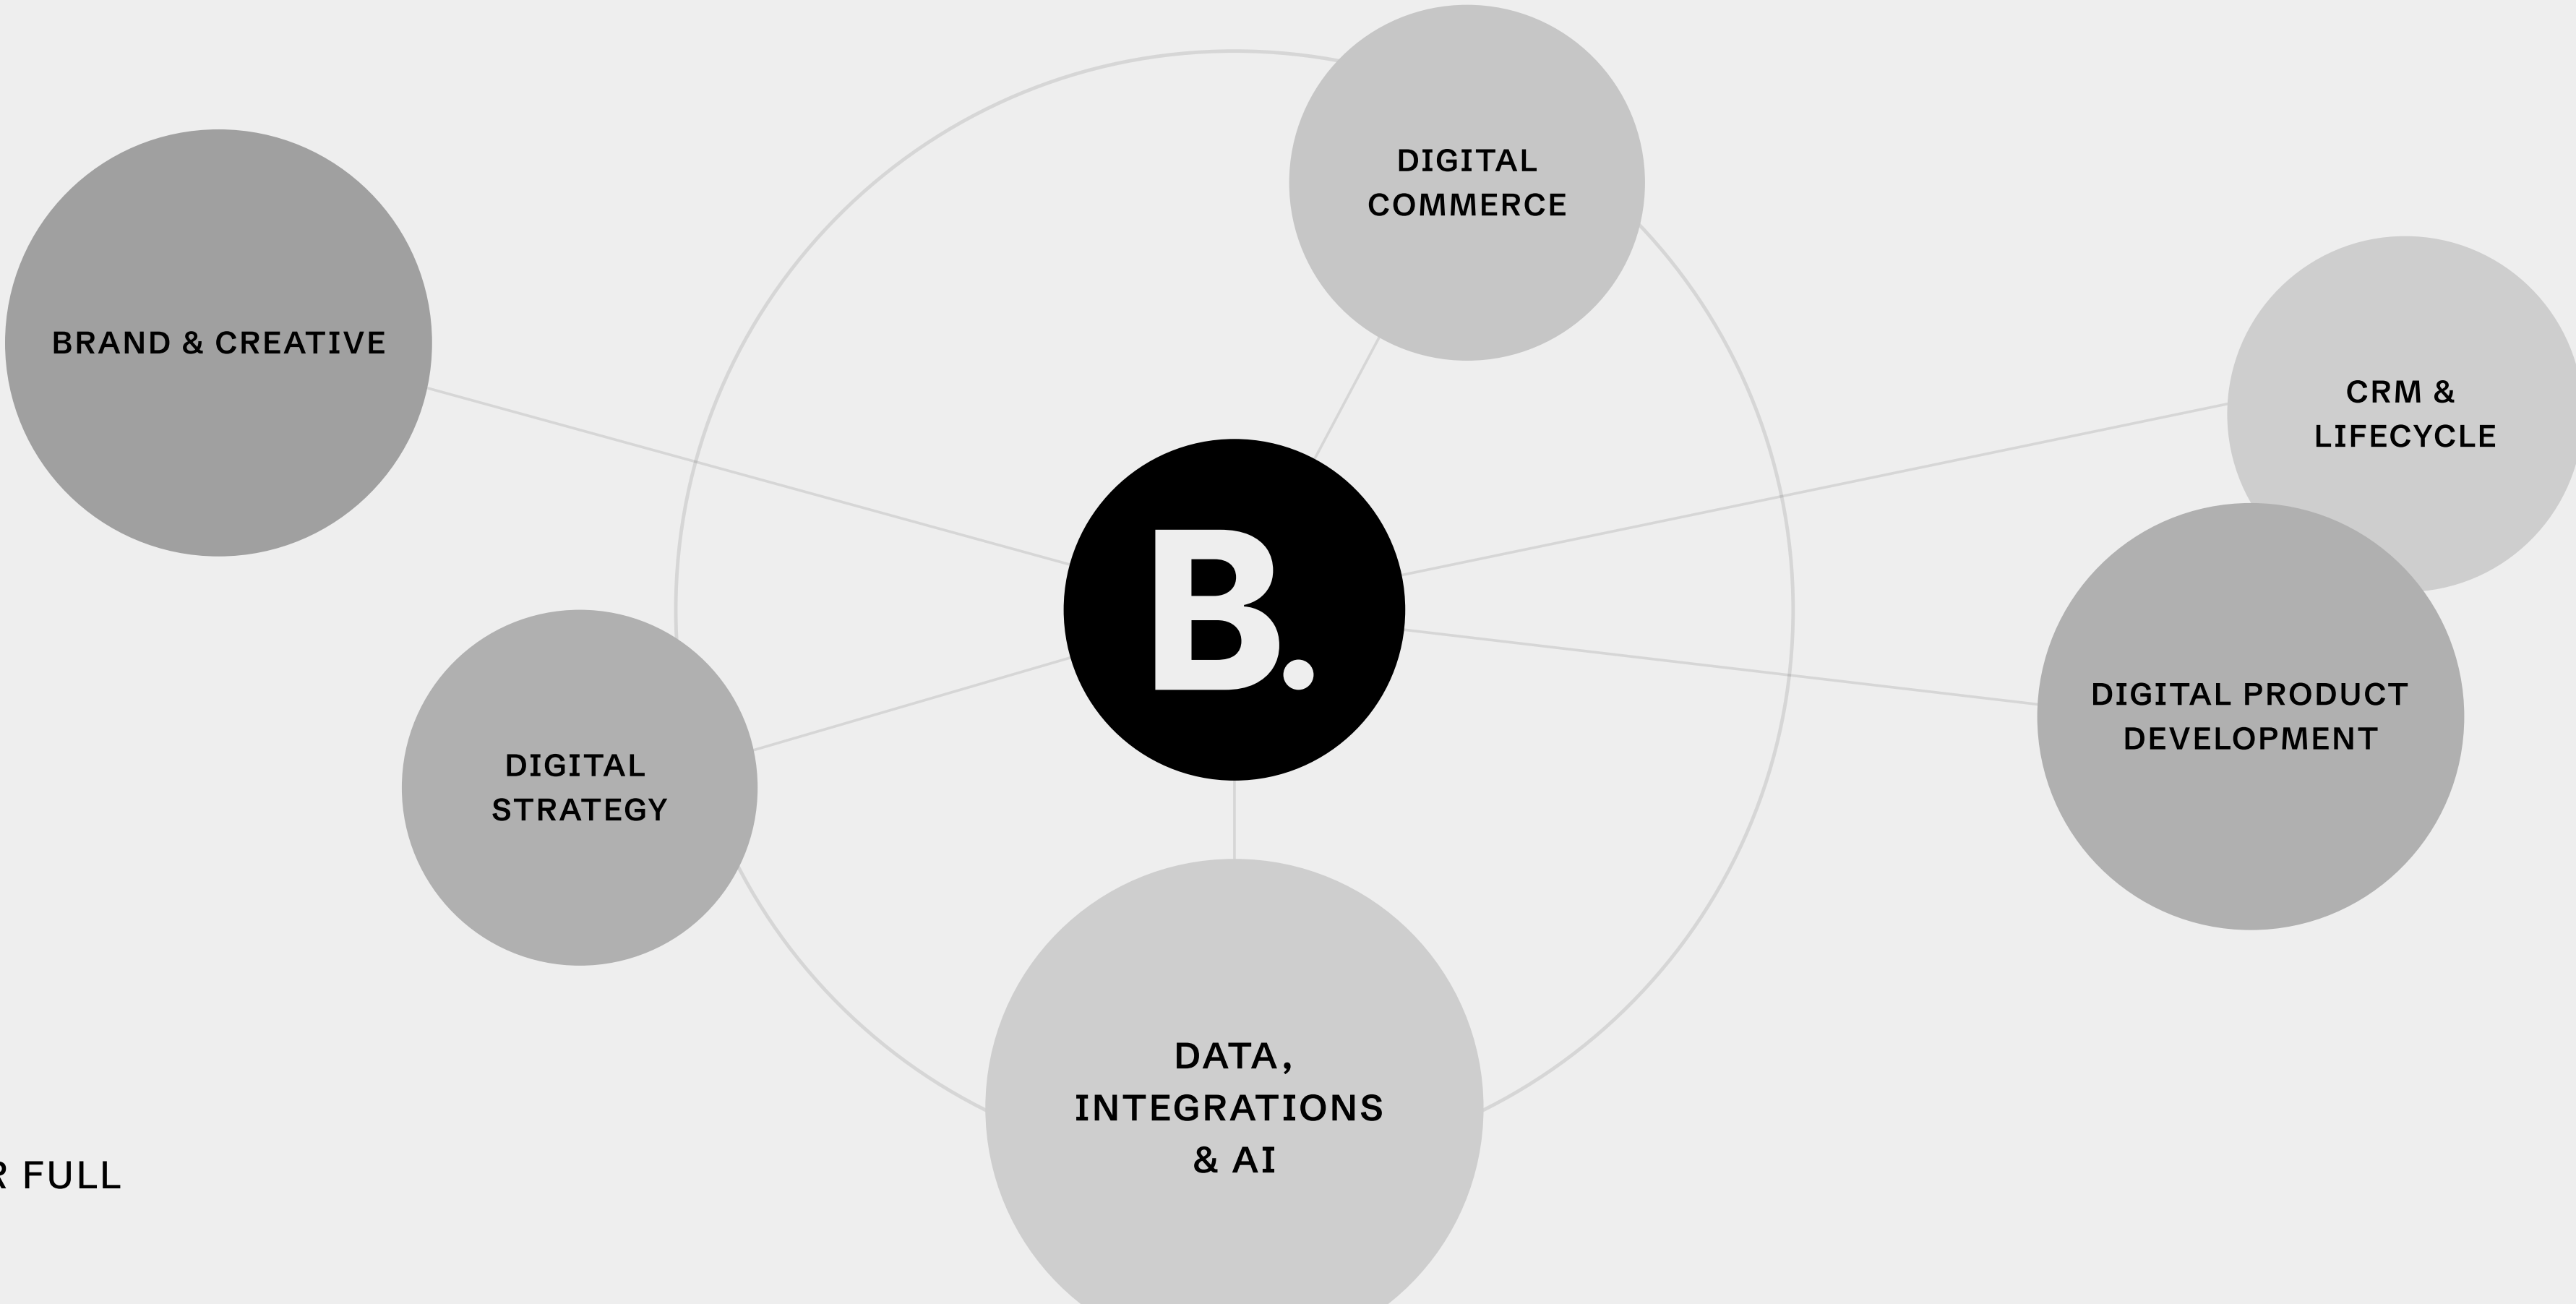 DIGITAL
COMMERCE
BRAND & CREATIVE
CRM &
LIFECYCLE
B.
DIGITAL PRODUCT
DEVELOPMENT
DIGITAL
STRATEGY
DATA,
INTEGRATIONS
& AI
FULL